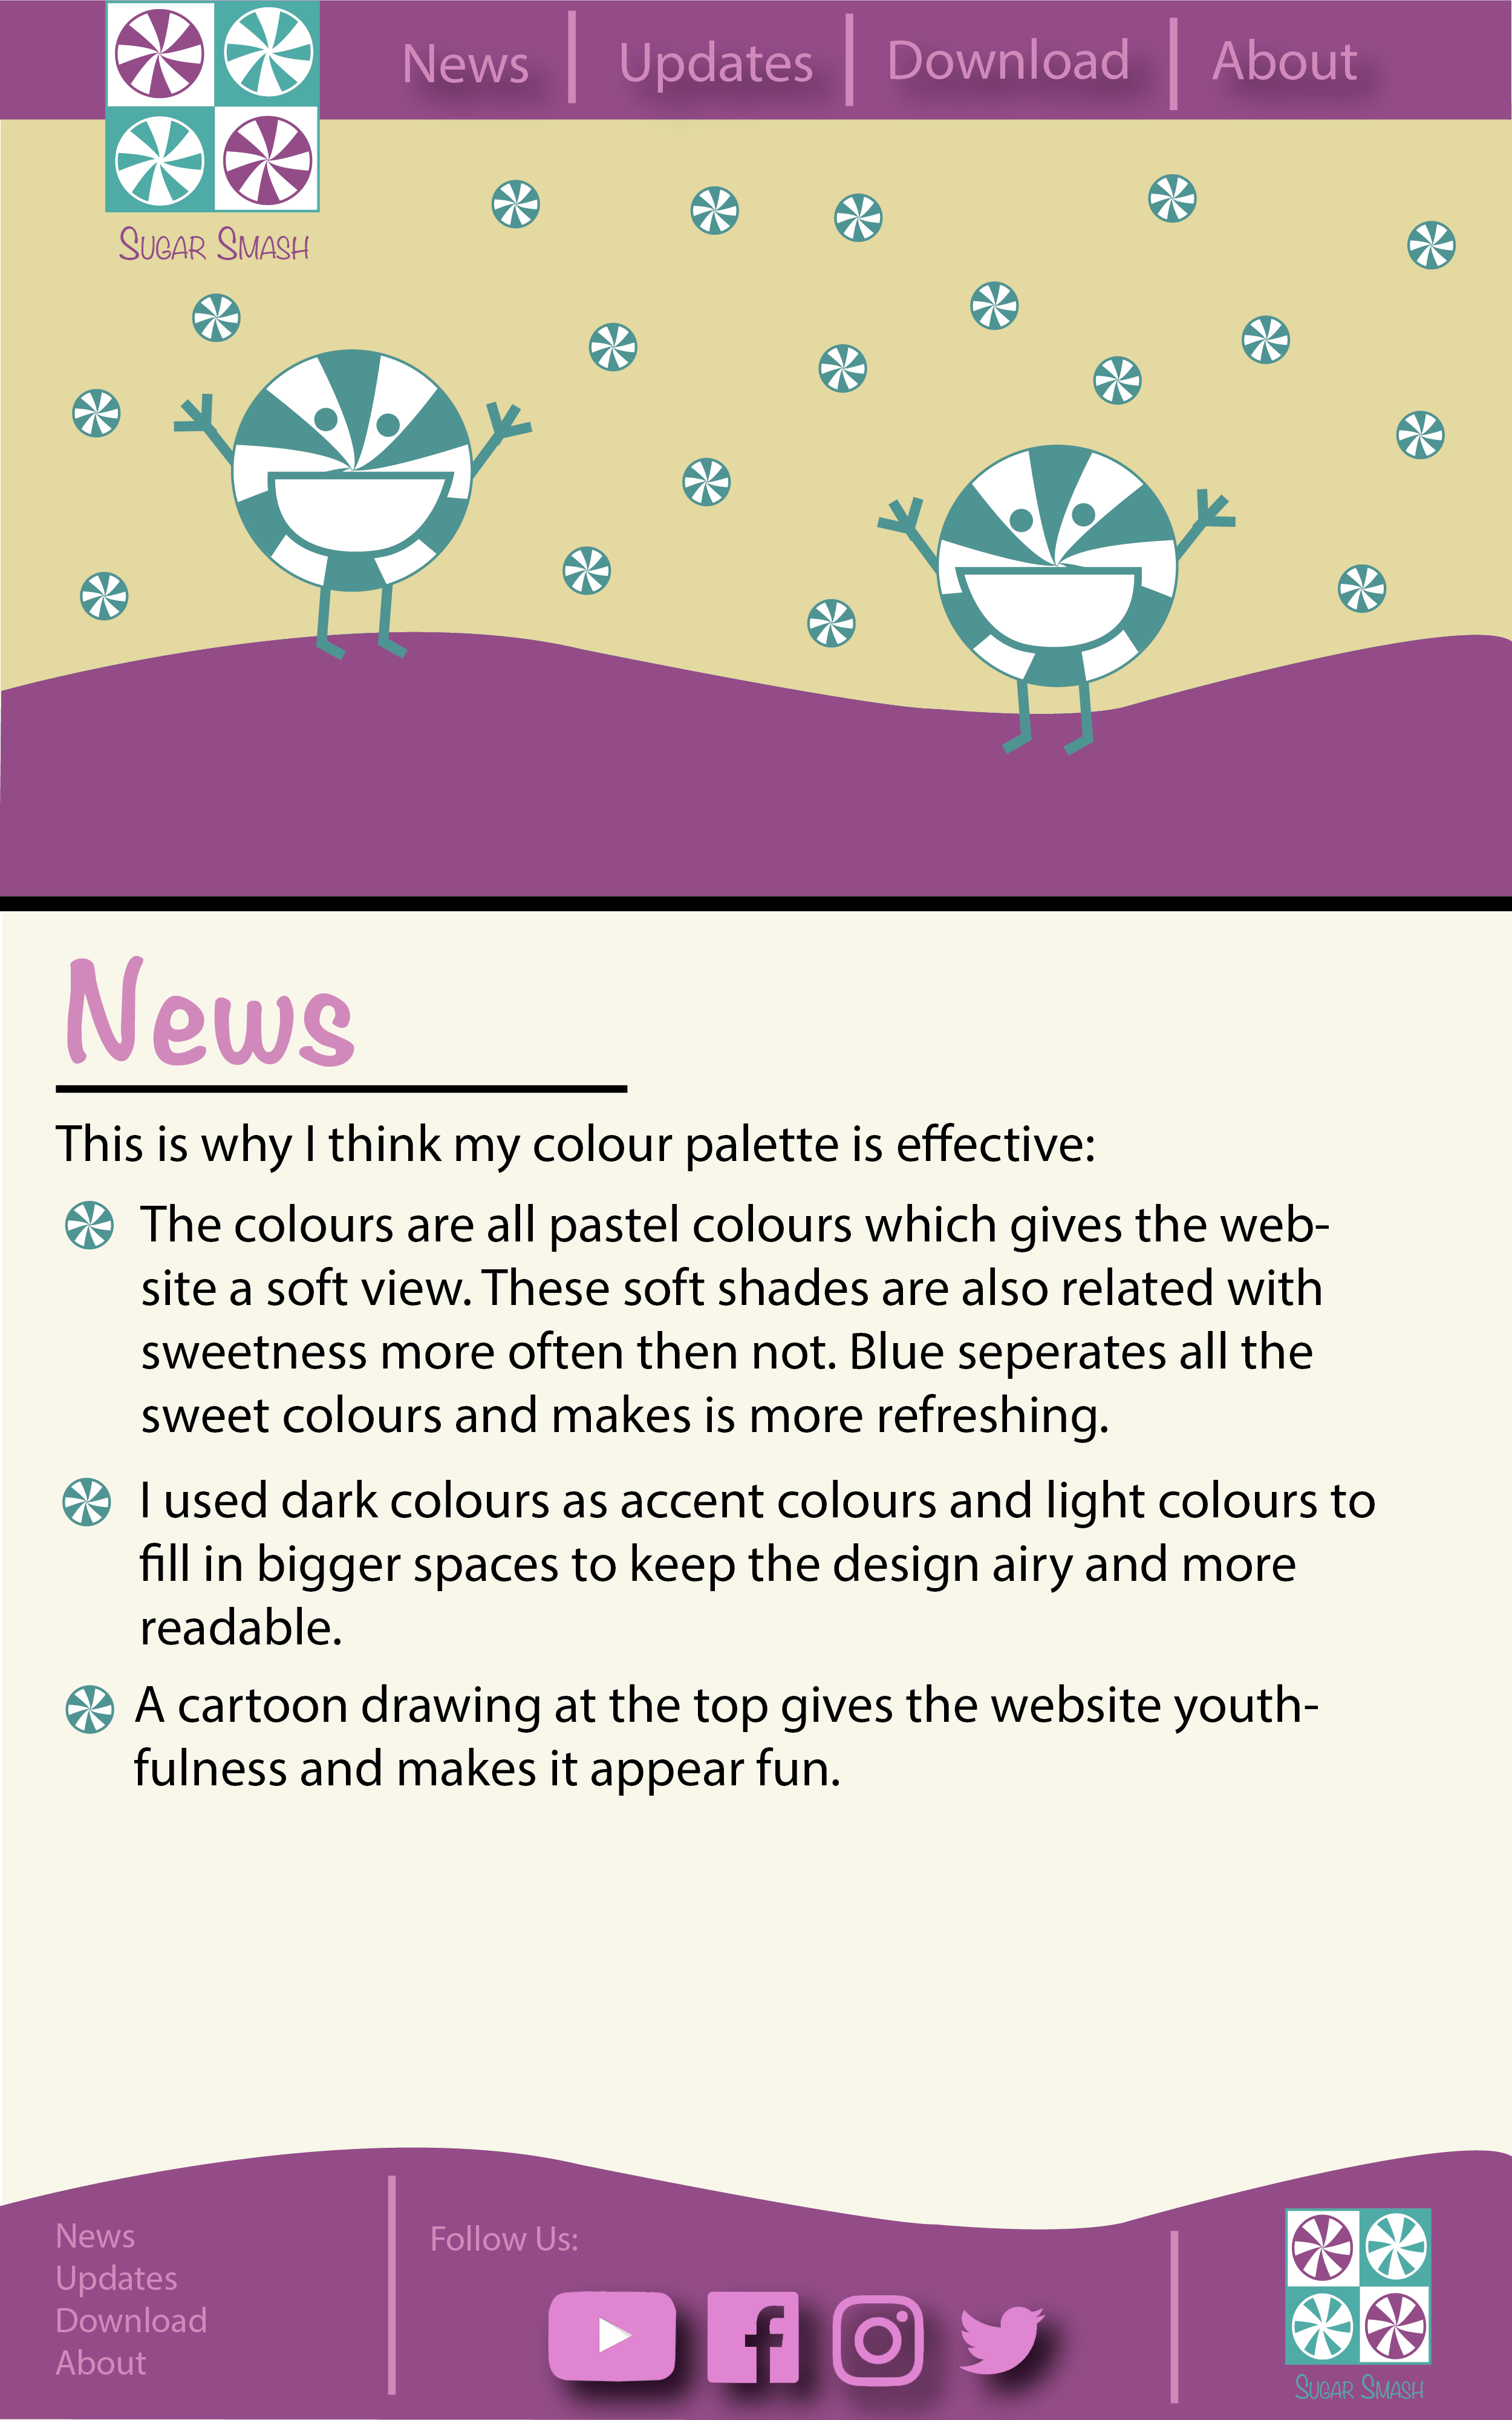 News
Updates
Download
About
SUGAR SMASH
News
This is why I think my colour palette is effective:
The colours are all pastel colours which gives the web-
site a soft view. These soft shades are also related with
sweetness more often then not. Blue seperates all the
sweet colours and makes is more refreshing.
I used dark colours as accent colours and light colours to
fill in bigger spaces to keep the design airy and more
readable.
A cartoon drawing at the top gives the website youth-
fulness and makes it appear fun.
News
Updates
Download
About
Follow Us:
SUGAR SMASH